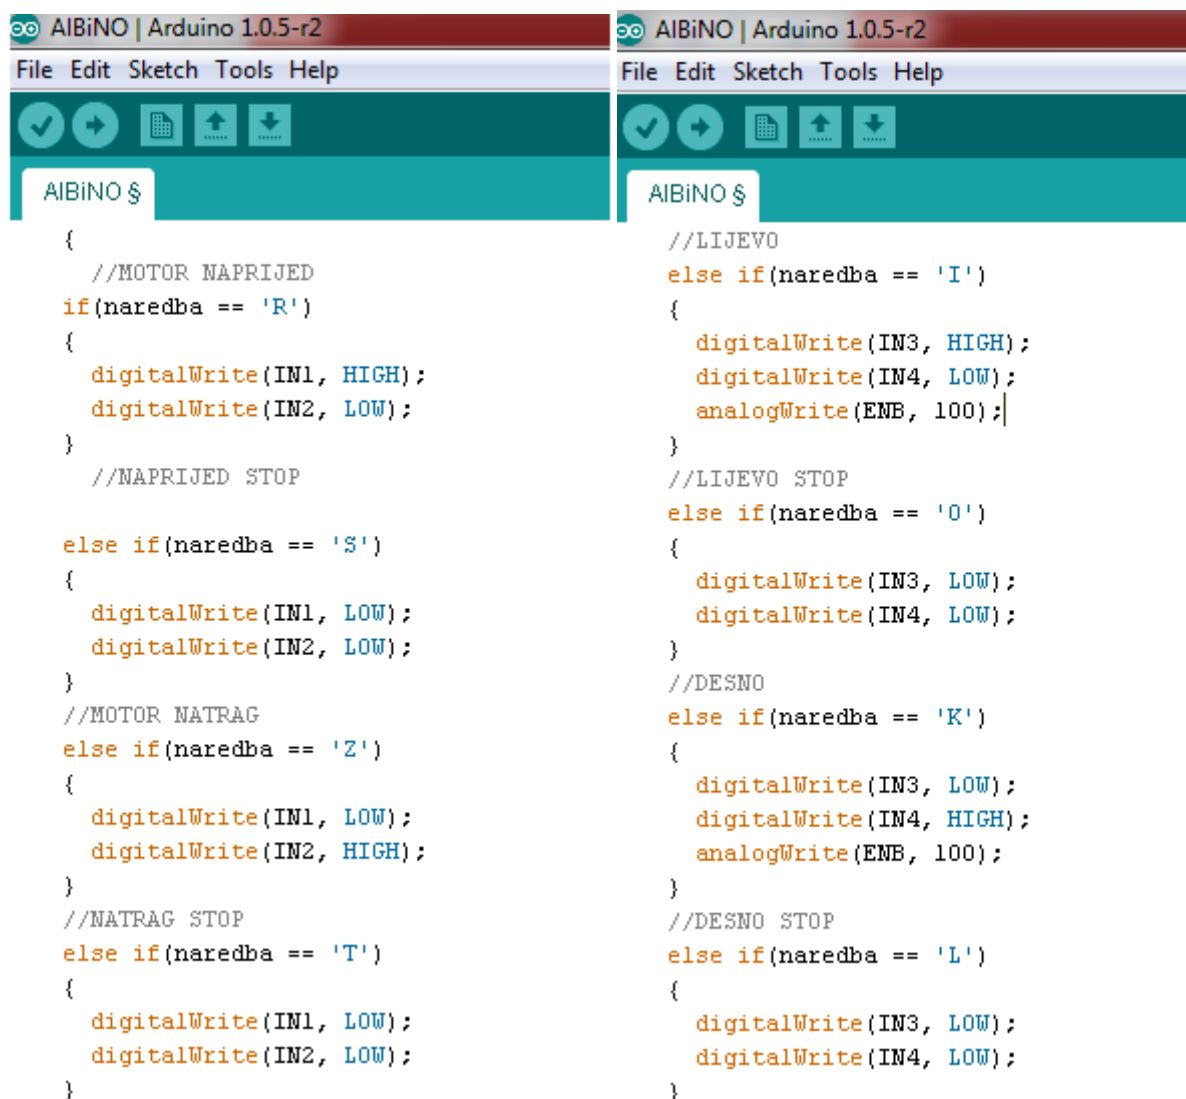 AlBiNO | Arduino 1.0.5-r2
File Edit Sketch Tools Help
AlBiNO §
{
//MOTOR NAPRIJED
if(naredba == 'R')
{
digitalWrite(IN1, HIGH);
digitalWrite(IN2, LOW);
}
//NAPRIJED STOP
else if(naredba == 'S')
{
digitalWrite(IN1, LOW);
digitalWrite(IN2, LOW);
}
//MOTOR NATRAG
else if(naredba == 'Z')
{
digitalWrite(IN1, LOW);
digitalWrite(IN2, HIGH);
}
//NATRAG STOP
else if(naredba == 'T')
{
digitalWrite(IN1, LOW);
digitalWrite(IN2, LOW);
}
AlBiNO | Arduino 1.0.5-r2
File Edit Sketch Tools Help
AlBiNO §
//LIJEVO
else if(naredba == 'I')
{
digitalWrite(IN3, HIGH);
digitalWrite(IN4, LOW);
analogWrite(ENB, 100);
}
//LIJEVO STOP
else if(naredba == 'O')
{
digitalWrite(IN3, LOW);
digitalWrite(IN4, LOW);
}
//DESNO
else if(naredba == 'K')
{
digitalWrite(IN3, LOW);
digitalWrite(IN4, HIGH);
analogWrite(ENB, 100);
}
//DESNO STOP
else if(naredba == 'L')
{
digitalWrite(IN3, LOW);
digitalWrite(IN4, LOW);
}